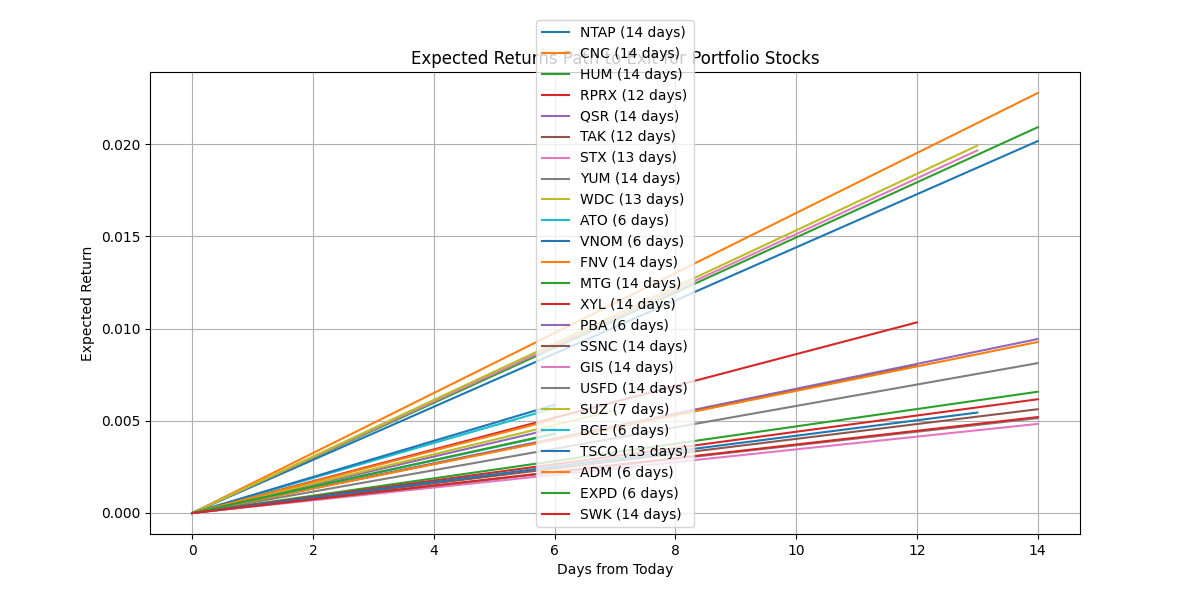 Expected Returns Path to Exit for Portfolio Stocks
NTAP (14 days)
CNC (14 days)
HUM (14 days)
RPRX (12 days)
QSR (14 days)
TAK (12 days)
STX (13 days)
YUM (14 days)
WDC (13 days)
ATO (6 days)
VNOM (6 days)
FNV (14 days)
MTG (14 days)
XYL (14 days)
PBA (6 days)
SSNC (14 days)
GIS (14 days)
USFD (14 days)
SUZ (7 days)
BCE (6 days)
TSCO (13 days)
ADM (6 days)
EXPD (6 days)
SWK (14 days)
Expected Return
0.020
0.015
0.010
0.005
0.000
0 2 4 6 8 10 12 14
Days from Today